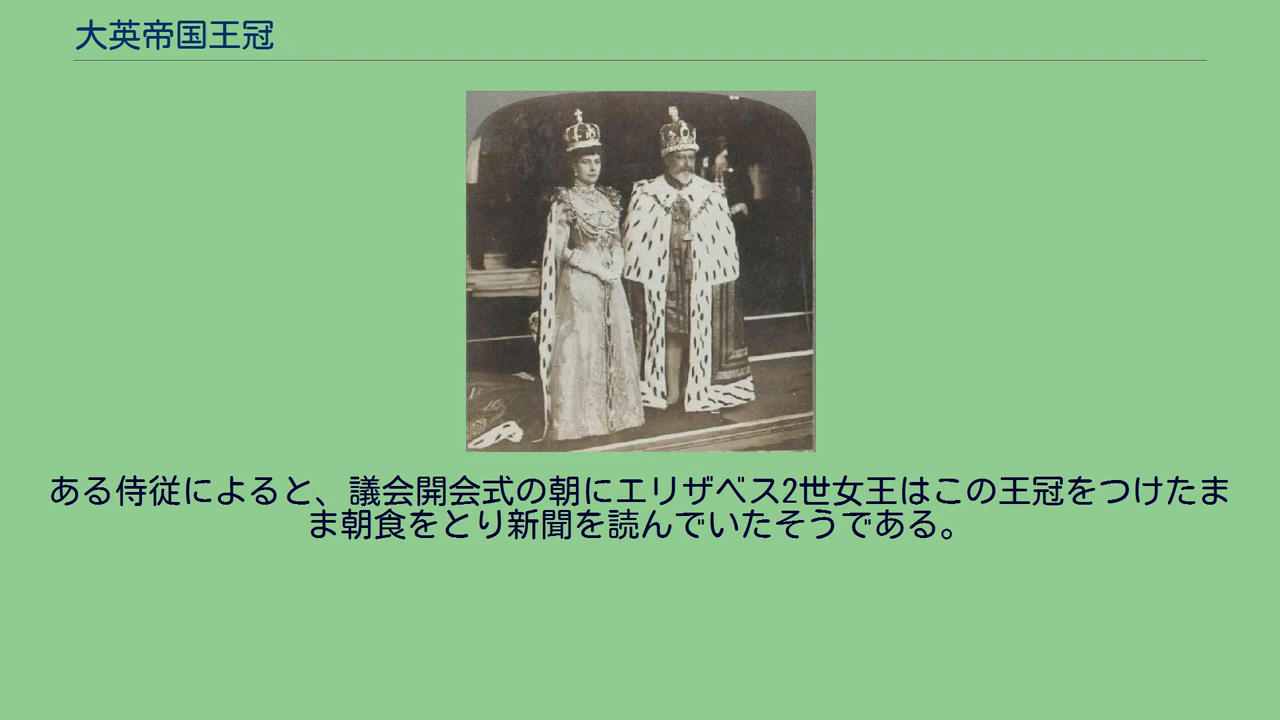 大英帝国王冠
ある侍従によると、議会開会式の朝にエリザベス2世女王はこの王冠をつけたま
ま朝食をとり新聞を読んでいたそうである。